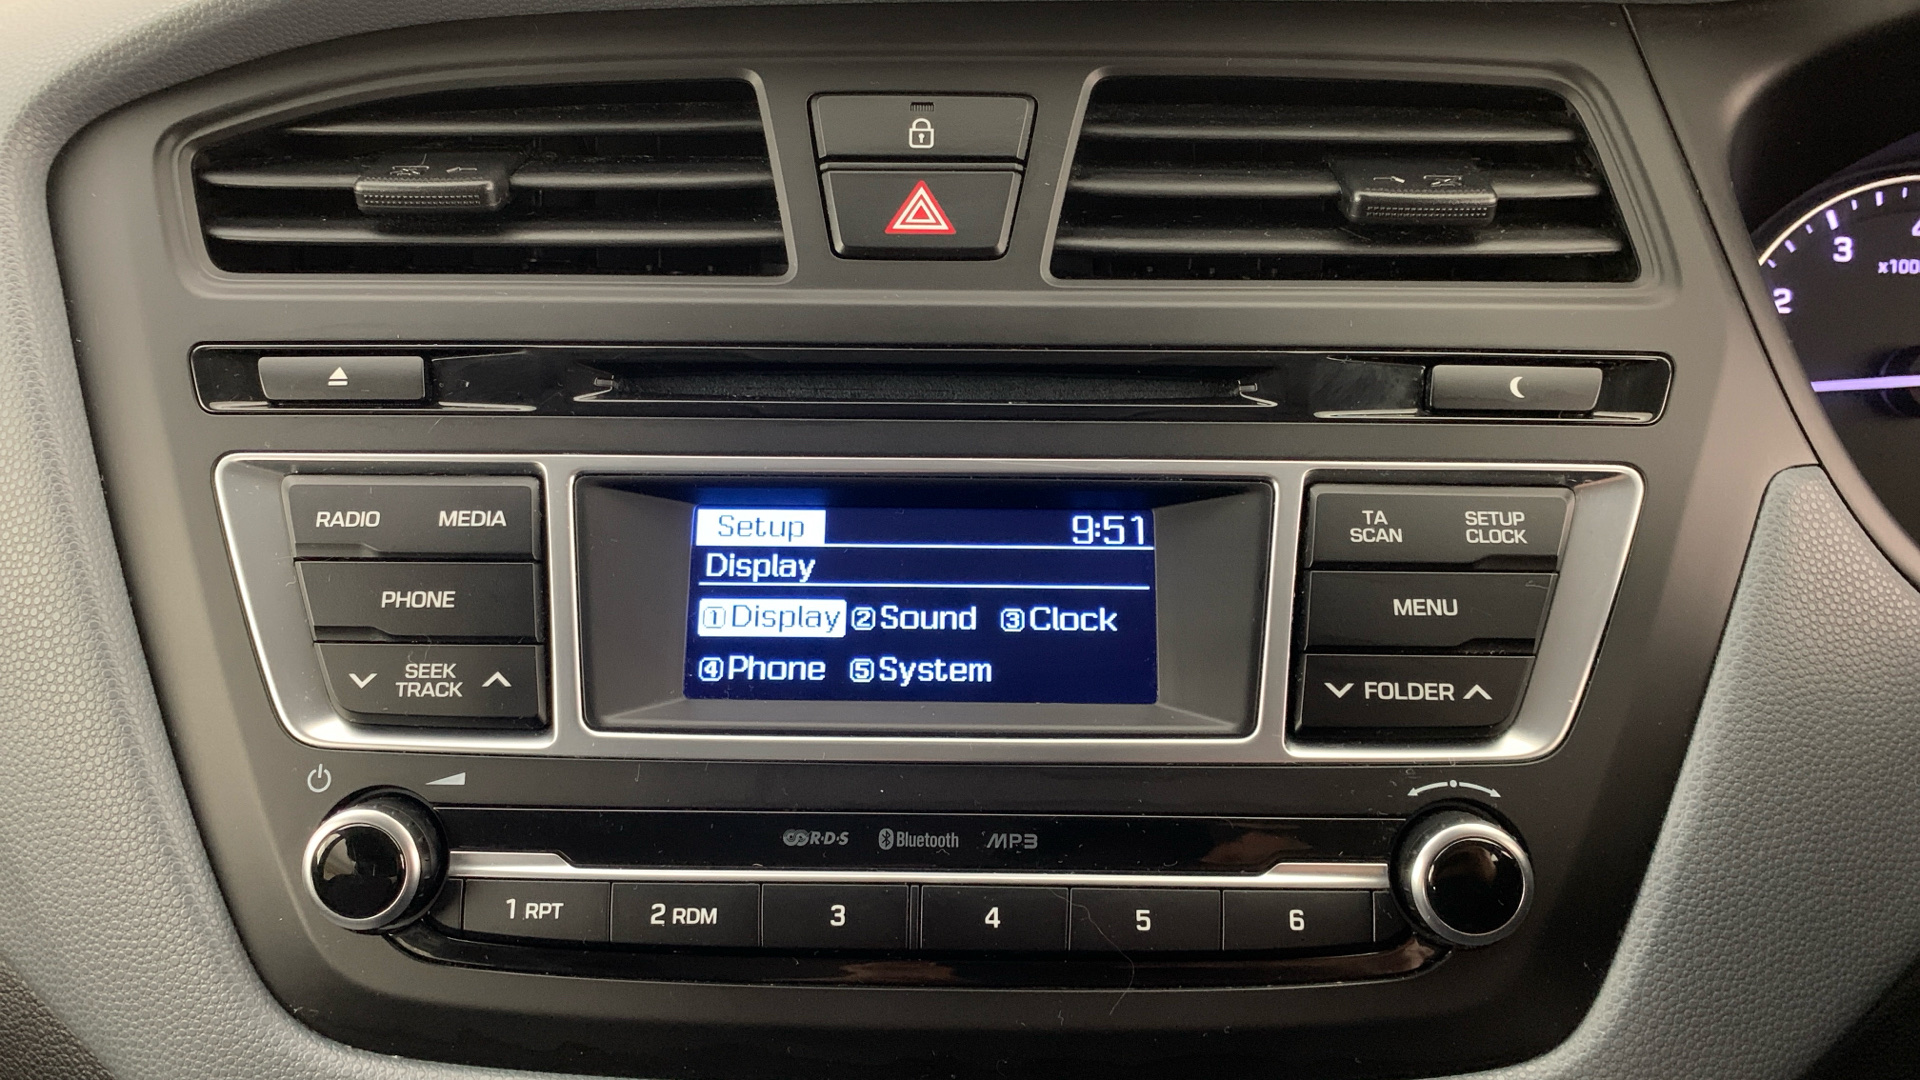 3
4
x100
2
RADIO MEDIA
PHONE
SEEK
TRACK
Setup 9:51
Display
①Display ②Sound ③Clock
④Phone ⑤System
TA
SCAN
SETUP
CLOCK
MENU
FOLDER
R·D·S Bluetooth MP3
1 RPT 2 RDM 3 4 5 6